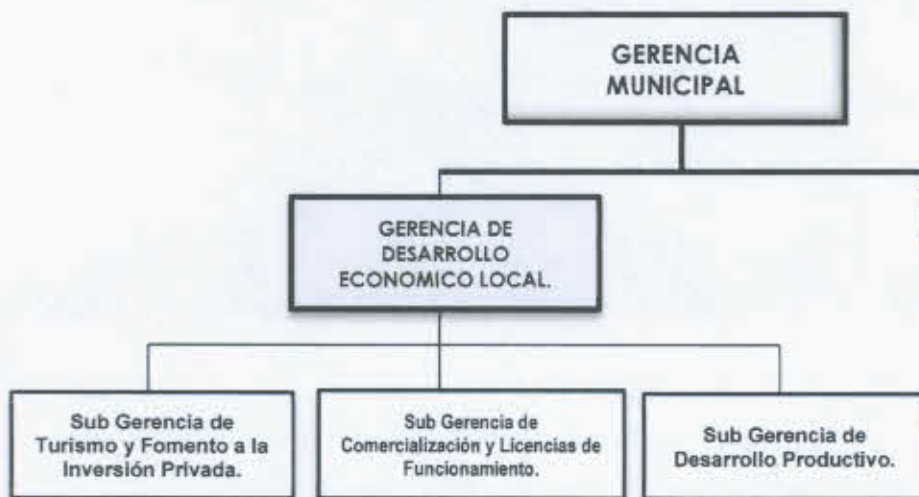 GERENCIA
MUNICIPAL
GERENCIA DE
DESARROLLO
ECONOMICO LOCAL.
Sub Gerencia de
Turismo y Fomento a la
Inversión Privada.
Sub Gerencia de
Comercialización y Licencias de
Funcionamiento.
Sub Gerencia de
Desarrollo Productivo.